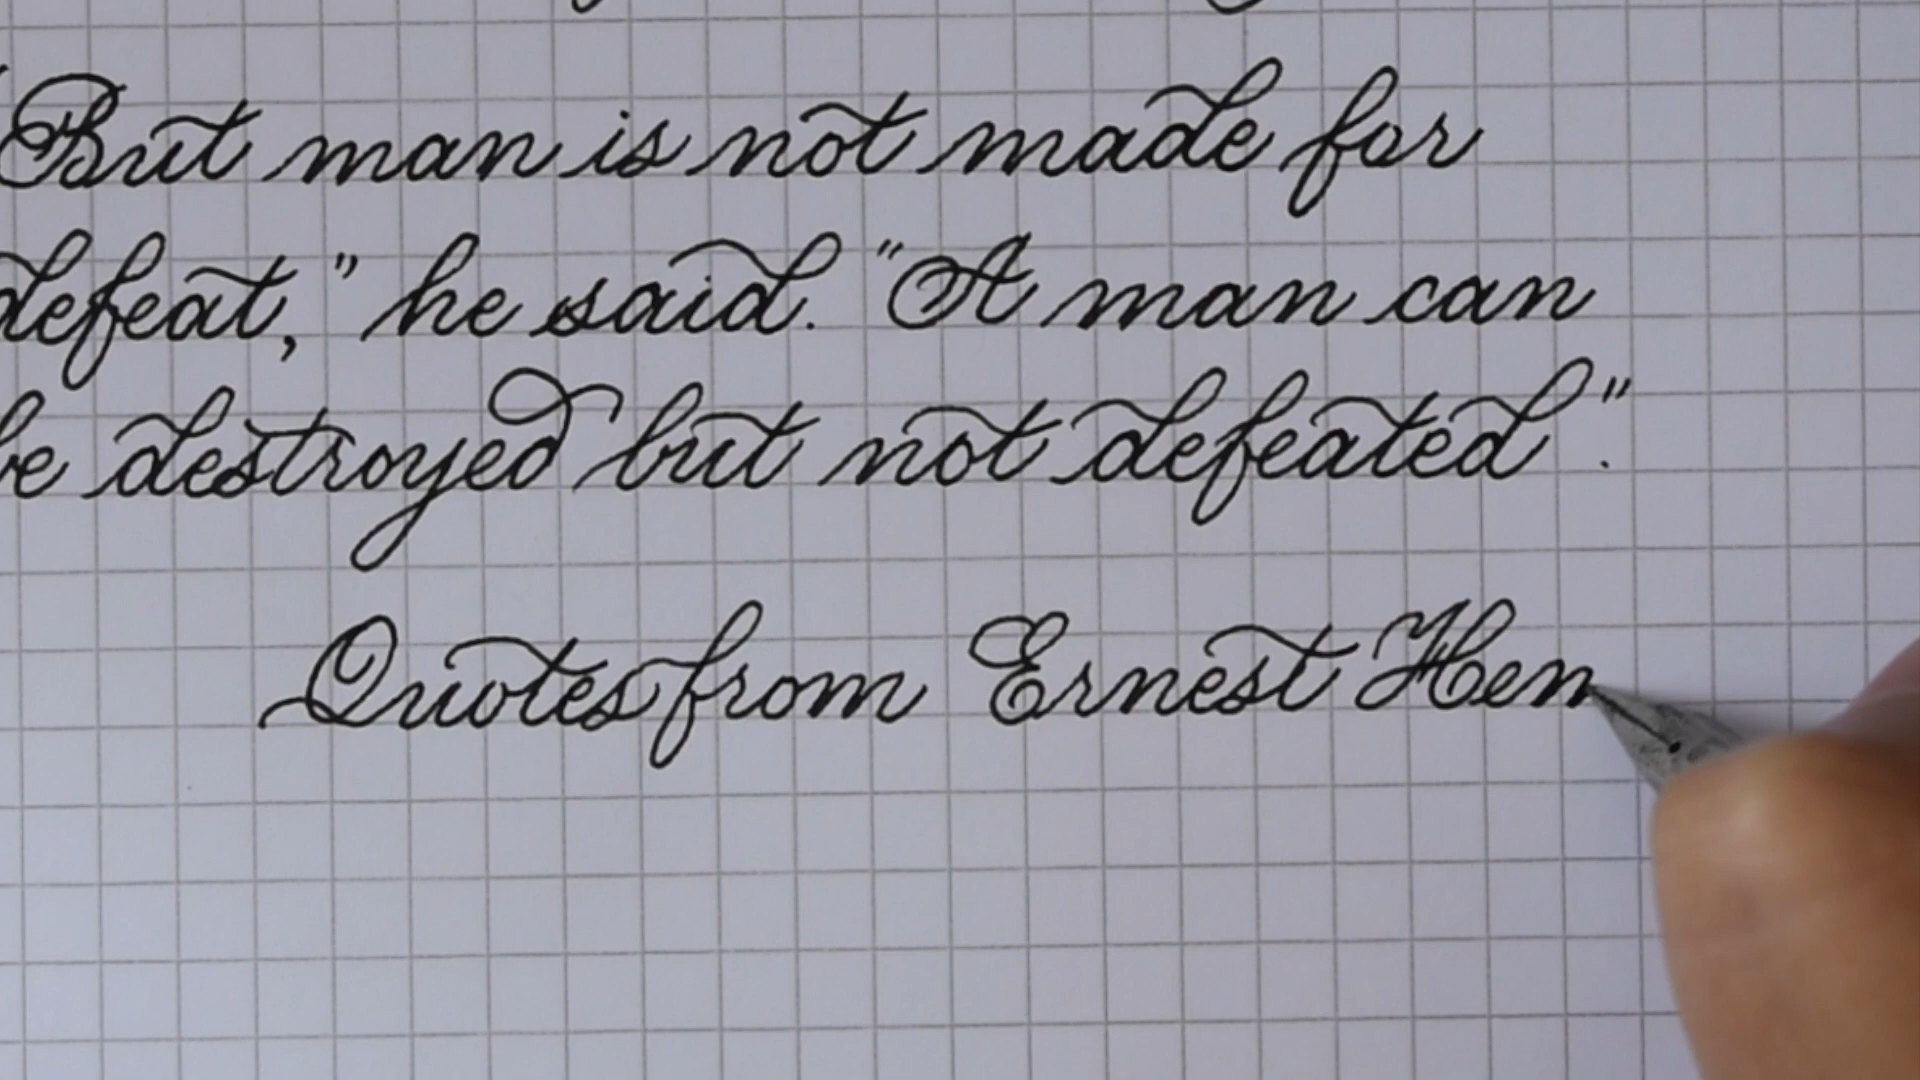 "But man is not made for
defeat," he said. "A man can
be destroyed but not defeated".
Quotes from Ernest Hem